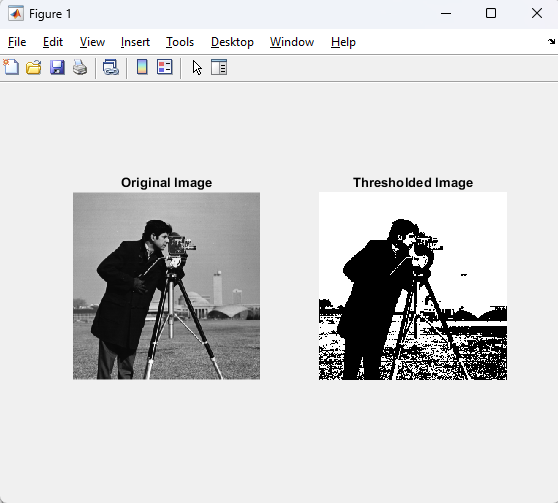 Figure 1
File Edit View Insert Tools Desktop Window Help
Original Image Thresholded Image